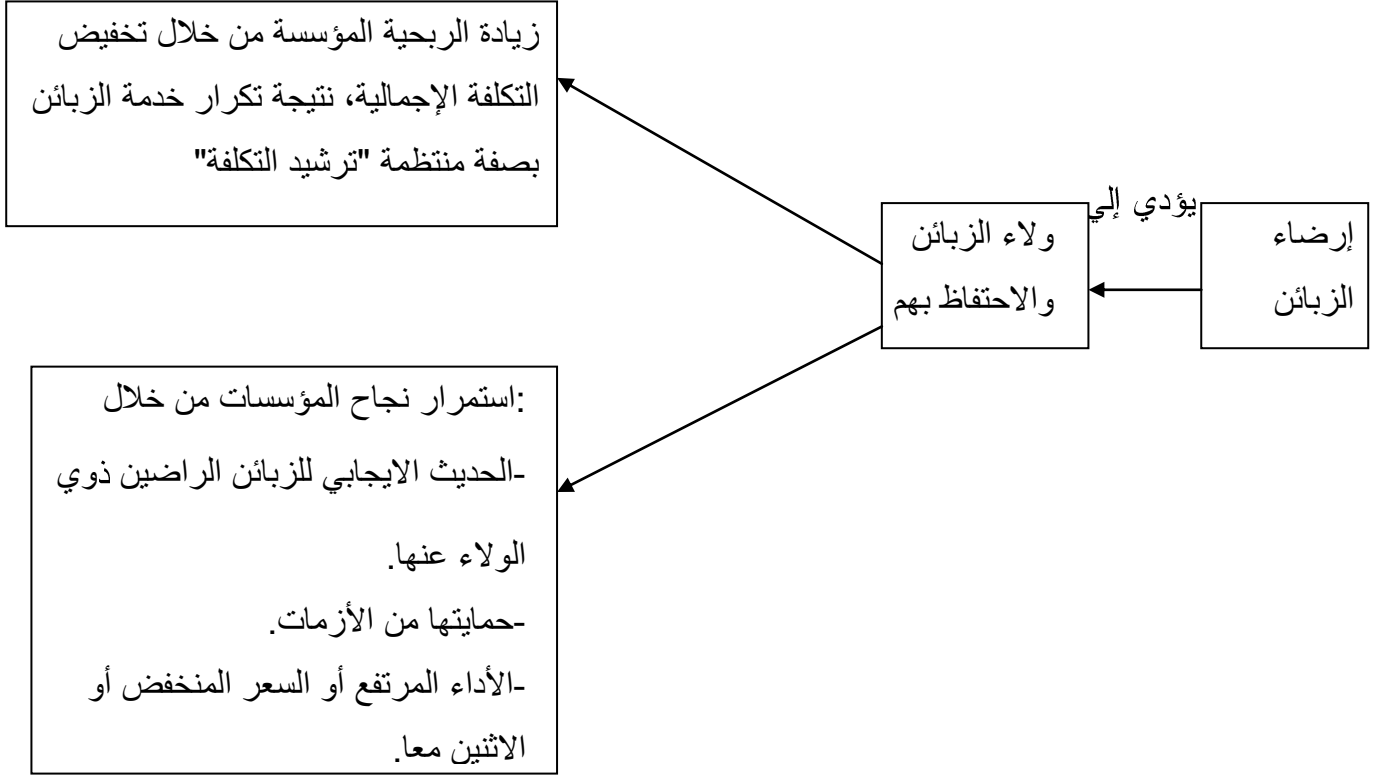 إرضاء
الزبائن
يؤدي إلي
ولاء الزبائن
والاحتفاظ بهم
زيادة الربحية المؤسسة من خلال تخفيض
التكلفة الإجمالية، نتيجة تكرار خدمة الزبائن
بصفة منتظمة "ترشيد التكلفة"
:استمرار نجاح المؤسسات من خلال
-الحديث الايجابي للزبائن الراضين ذوي
الولاء عنها.
-حمايتها من الأزمات.
-الأداء المرتفع أو السعر المنخفض أو
الاثنين معا.